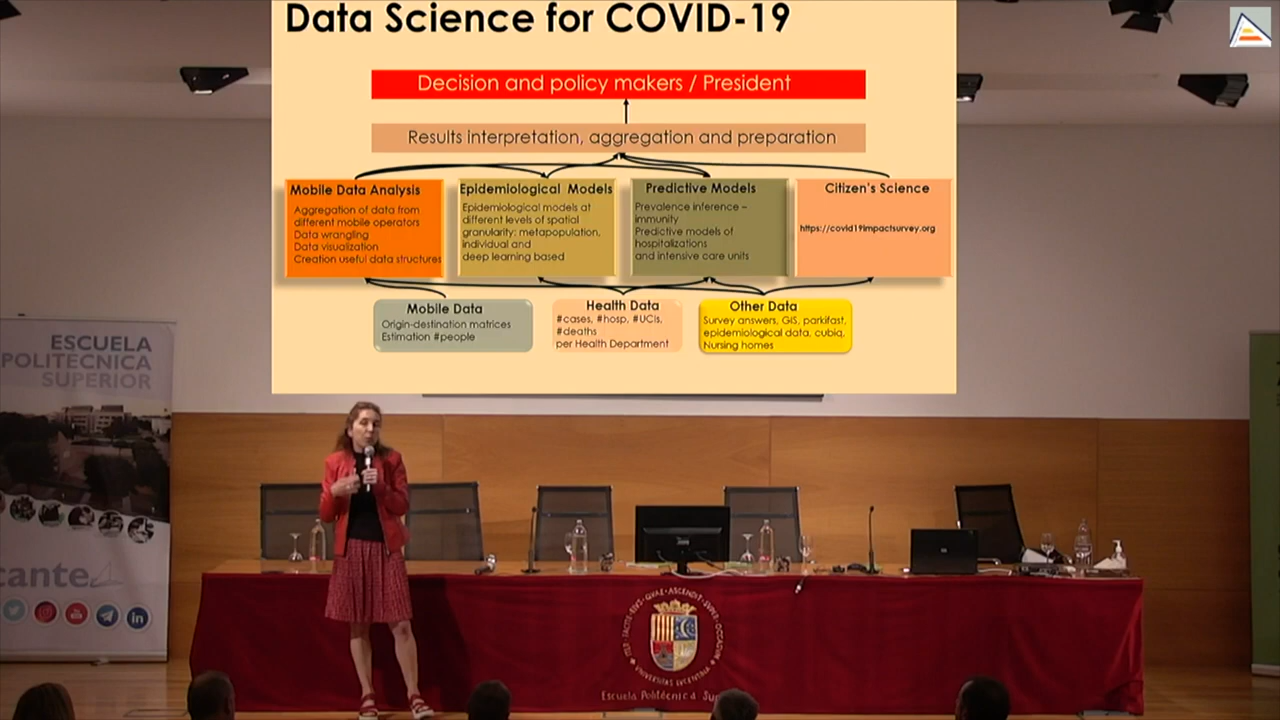 Data Science for COVID-19
Decision and policy makers / President
Results interpretation, aggregation and preparation
Mobile Data Analysis
Aggregation of data from
different mobile operators
Data wrangling
Data visualization
Creation useful data structures
Epidemiological Models
Epidemiological models at
different levels of spatial
granularity: metapopulation,
individual and
deep learning based
Predictive Models
Prevalence inference –
immunity
Predictive models of
hospitalizations
and intensive care units
Citizen's Science
https://covid19impactsurvey.org
Mobile Data
Origin-destination matrices
Estimation #people
Health Data
#cases, #hosp, #UCIs,
#deaths
per Health Department
Other Data
Survey answers, GIS, parkifast,
epidemiological data, cubiq,
Nursing homes
ESCUELA
POLITECNICA
SUPERIOR
cante
Escuela Politécnica Su